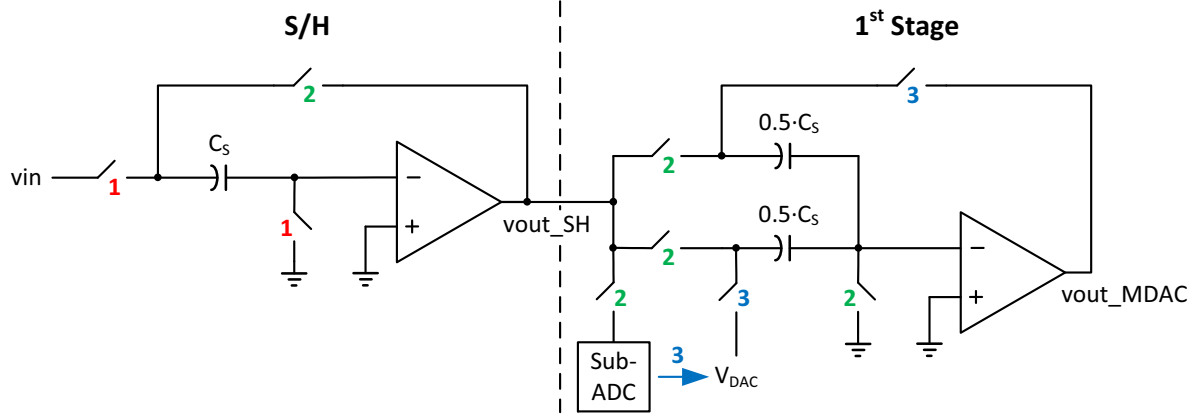 S/H
1st Stage
2
3
Cs
0.5·Cs
vin
1
2
1
−
+
vout_SH
0.5·Cs
2
2
3
2
−
+
vout_MDAC
Sub-
ADC
3
VDAC